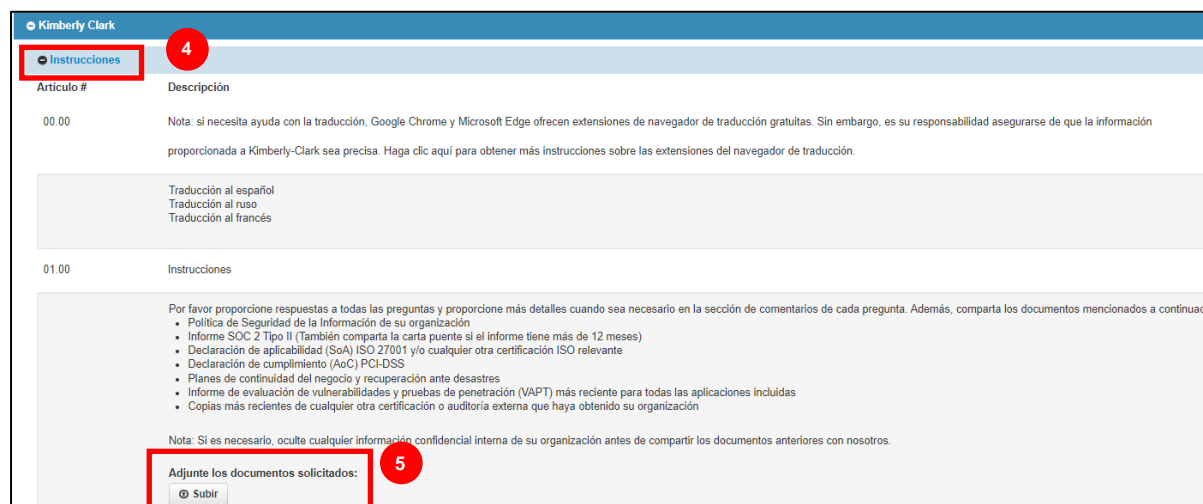 Kimberly Clark
Instrucciones
4
Artículo # Descripción
00.00 Nota: si necesita ayuda con la traducción, Google Chrome y Microsoft Edge ofrecen extensiones de navegador de traducción gratuitas. Sin embargo, es su responsabilidad asegurarse de que la información
proporcionada a Kimberly-Clark sea precisa. Haga clic aquí para obtener más instrucciones sobre las extensiones del navegador de traducción.
Traducción al español
Traducción al ruso
Traducción al francés
01.00 Instrucciones
Por favor proporcione respuestas a todas las preguntas y proporcione más detalles cuando sea necesario en la sección de comentarios de cada pregunta. Además, comparta los documentos mencionados a continuac
• Política de Seguridad de la Información de su organización
• Informe SOC 2 Tipo II (También comparta la carta puente si el informe tiene más de 12 meses)
• Declaración de aplicabilidad (SoA) ISO 27001 y/o cualquier otra certificación ISO relevante
• Declaración de cumplimiento (AoC) PCI-DSS
• Planes de continuidad del negocio y recuperación ante desastres
• Informe de evaluación de vulnerabilidades y pruebas de penetración (VAPT) más reciente para todas las aplicaciones incluidas
• Copias más recientes de cualquier otra certificación o auditoría externa que haya obtenido su organización
Nota: Si es necesario, oculte cualquier información confidencial interna de su organización antes de compartir los documentos anteriores con nosotros.
Adjunte los documentos solicitados:
5
Subir